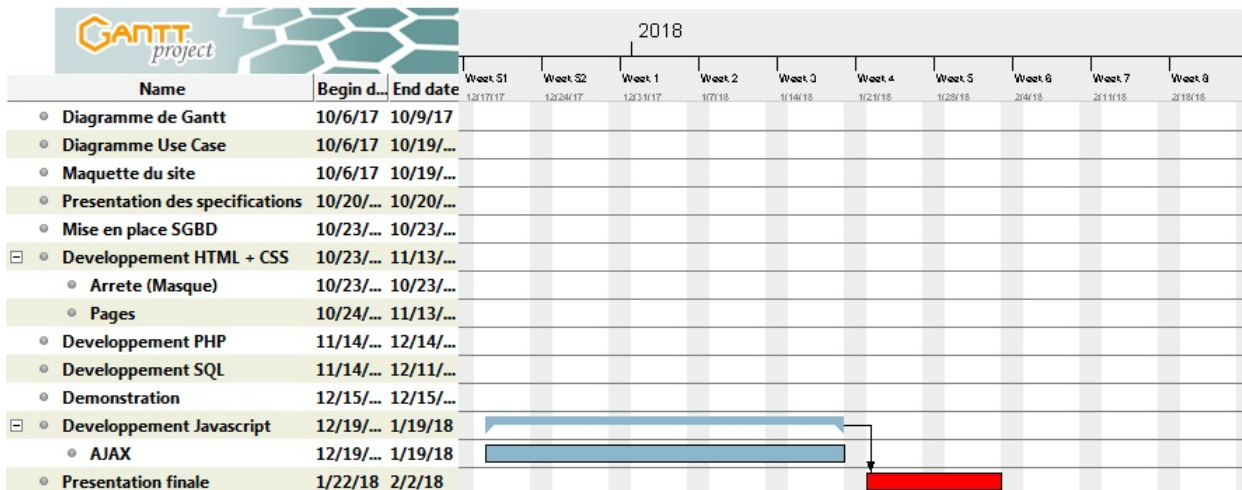 GANTT
project
2018
Week 51 Week 52 Week 1 Week 2 Week 3 Week 4 Week 5 Week 6 Week 7 Week 8
12/17/17 12/24/17 12/31/17 1/7/18 1/14/18 1/21/18 1/28/18 2/4/18 2/11/18 2/18/18
Name Begin d... End date
Diagramme de Gantt 10/6/17 10/9/17
Diagramme Use Case 10/6/17 10/19/...
Maquette du site 10/6/17 10/19/...
Presentation des specifications 10/20/... 10/20/...
Mise en place SGBD 10/23/... 10/23/...
Developpement HTML + CSS 10/23/... 11/13/...
Arrete (Masque) 10/23/... 10/23/...
Pages 10/24/... 11/13/...
Developpement PHP 11/14/... 12/14/...
Developpement SQL 11/14/... 12/11/...
Demonstration 12/15/... 12/15/...
Developpement Javascript 12/19/... 1/19/18
AJAX 12/19/... 1/19/18
Presentation finale 1/22/18 2/2/18